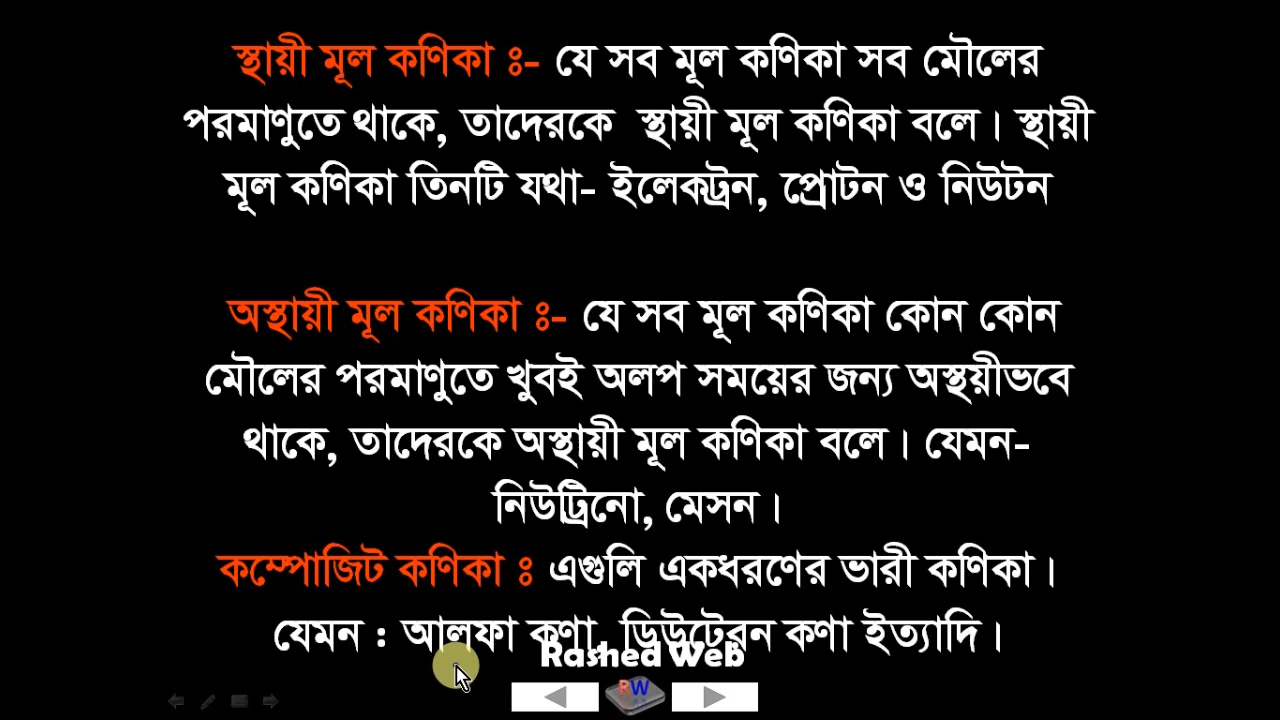 স্থায়ী মূল কণিকা ঃ- যে সব মূল কণিকা সব মৌলের
পরমাণুতে থাকে, তাদেরকে স্থায়ী মূল কণিকা বলে। স্থায়ী
মূল কণিকা তিনটি যথা- ইলেকট্রন, প্রোটন ও নিউটন
অস্থায়ী মূল কণিকা ঃ- যে সব মূল কণিকা কোন কোন
মৌলের পরমাণুতে খুবই অলপ সময়ের জন্য অস্থয়ীভবে
থাকে, তাদেরকে অস্থায়ী মূল কণিকা বলে। যেমন-
নিউট্রিনো, মেসন।
কম্পোজিট কণিকা ঃ এগুলি একধরণের ভারী কণিকা।
যেমন : আলফা কণা, ডিউটেরন কণা ইত্যাদি।
Rashed Web
RW